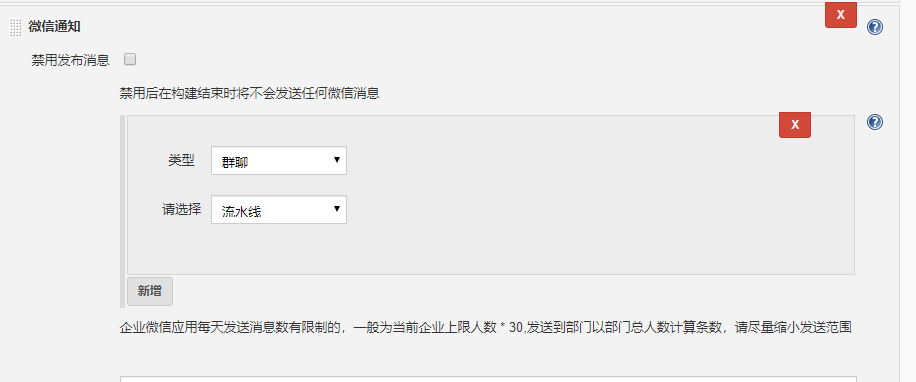 X
微信通知
禁用发布消息
禁用后在构建结束时将不会发送任何微信消息
X
类型 群聊
请选择 流水线
新增
企业微信应用每天发送消息数有限制的，一般为当前企业上限人数 * 30,发送到部门以部门总人数计算条数，请尽量缩小发送范围